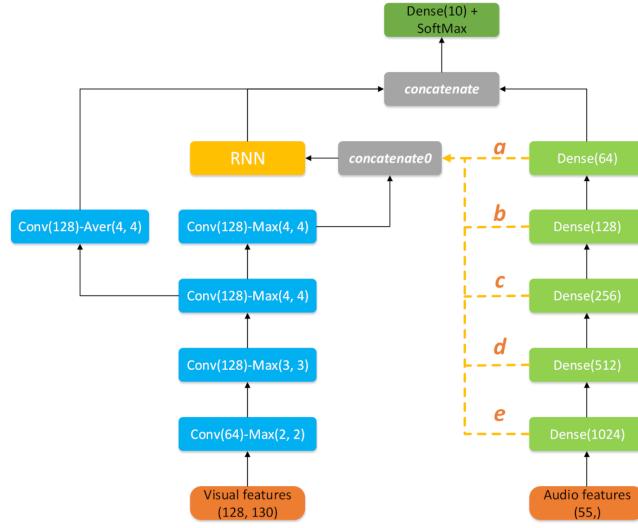 Dense(10) +
SoftMax
concatenate
RNN
concatenate0
a
Dense(64)
Conv(128)-Aver(4, 4)
Conv(128)-Max(4, 4)
b
Dense(128)
Conv(128)-Max(4, 4)
c
Dense(256)
Conv(128)-Max(3, 3)
d
Dense(512)
Conv(64)-Max(2, 2)
e
Dense(1024)
Visual features
(128, 130)
Audio features
(55,)